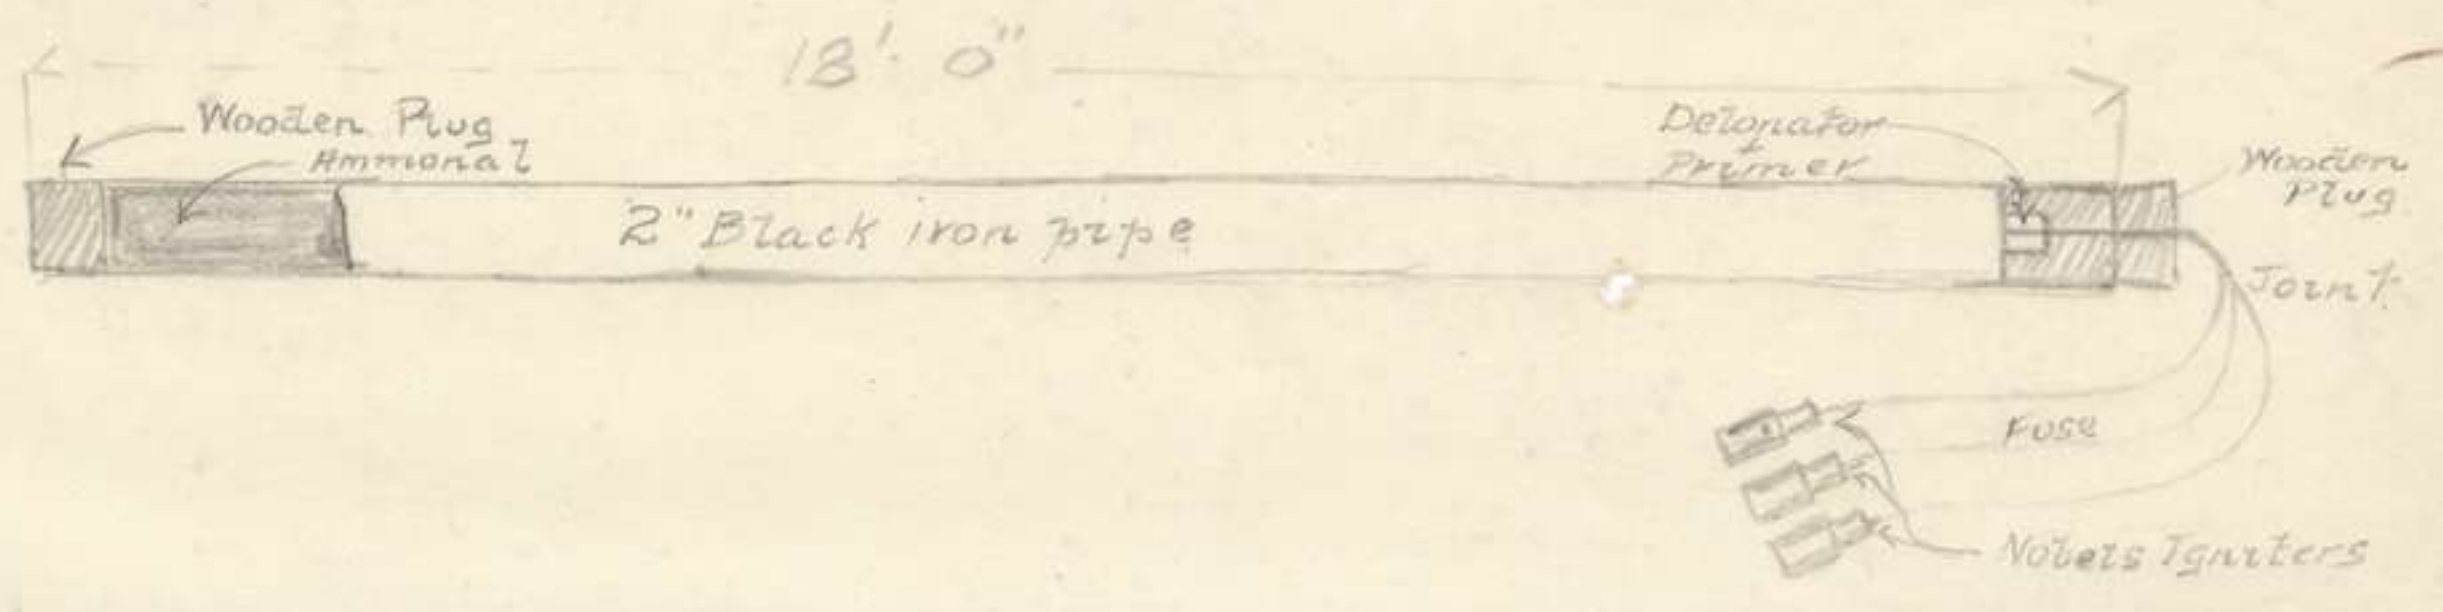 18'-0"
Wooden Plug
Ammonal
Detonator
+
Primer
Wooden
Plug
2" Black iron pipe
Joint
Fuse
Nobels Igniters